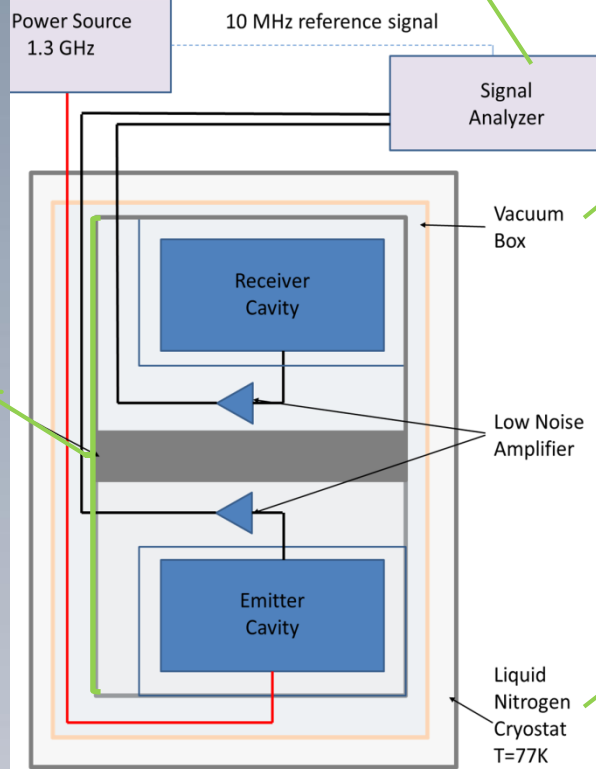 Power Source
1.3 GHz
10 MHz reference signal
Signal
Analyzer
Vacuum
Box
Receiver
Cavity
Low Noise
Amplifier
Emitter
Cavity
Liquid
Nitrogen
Cryostat
T=77K